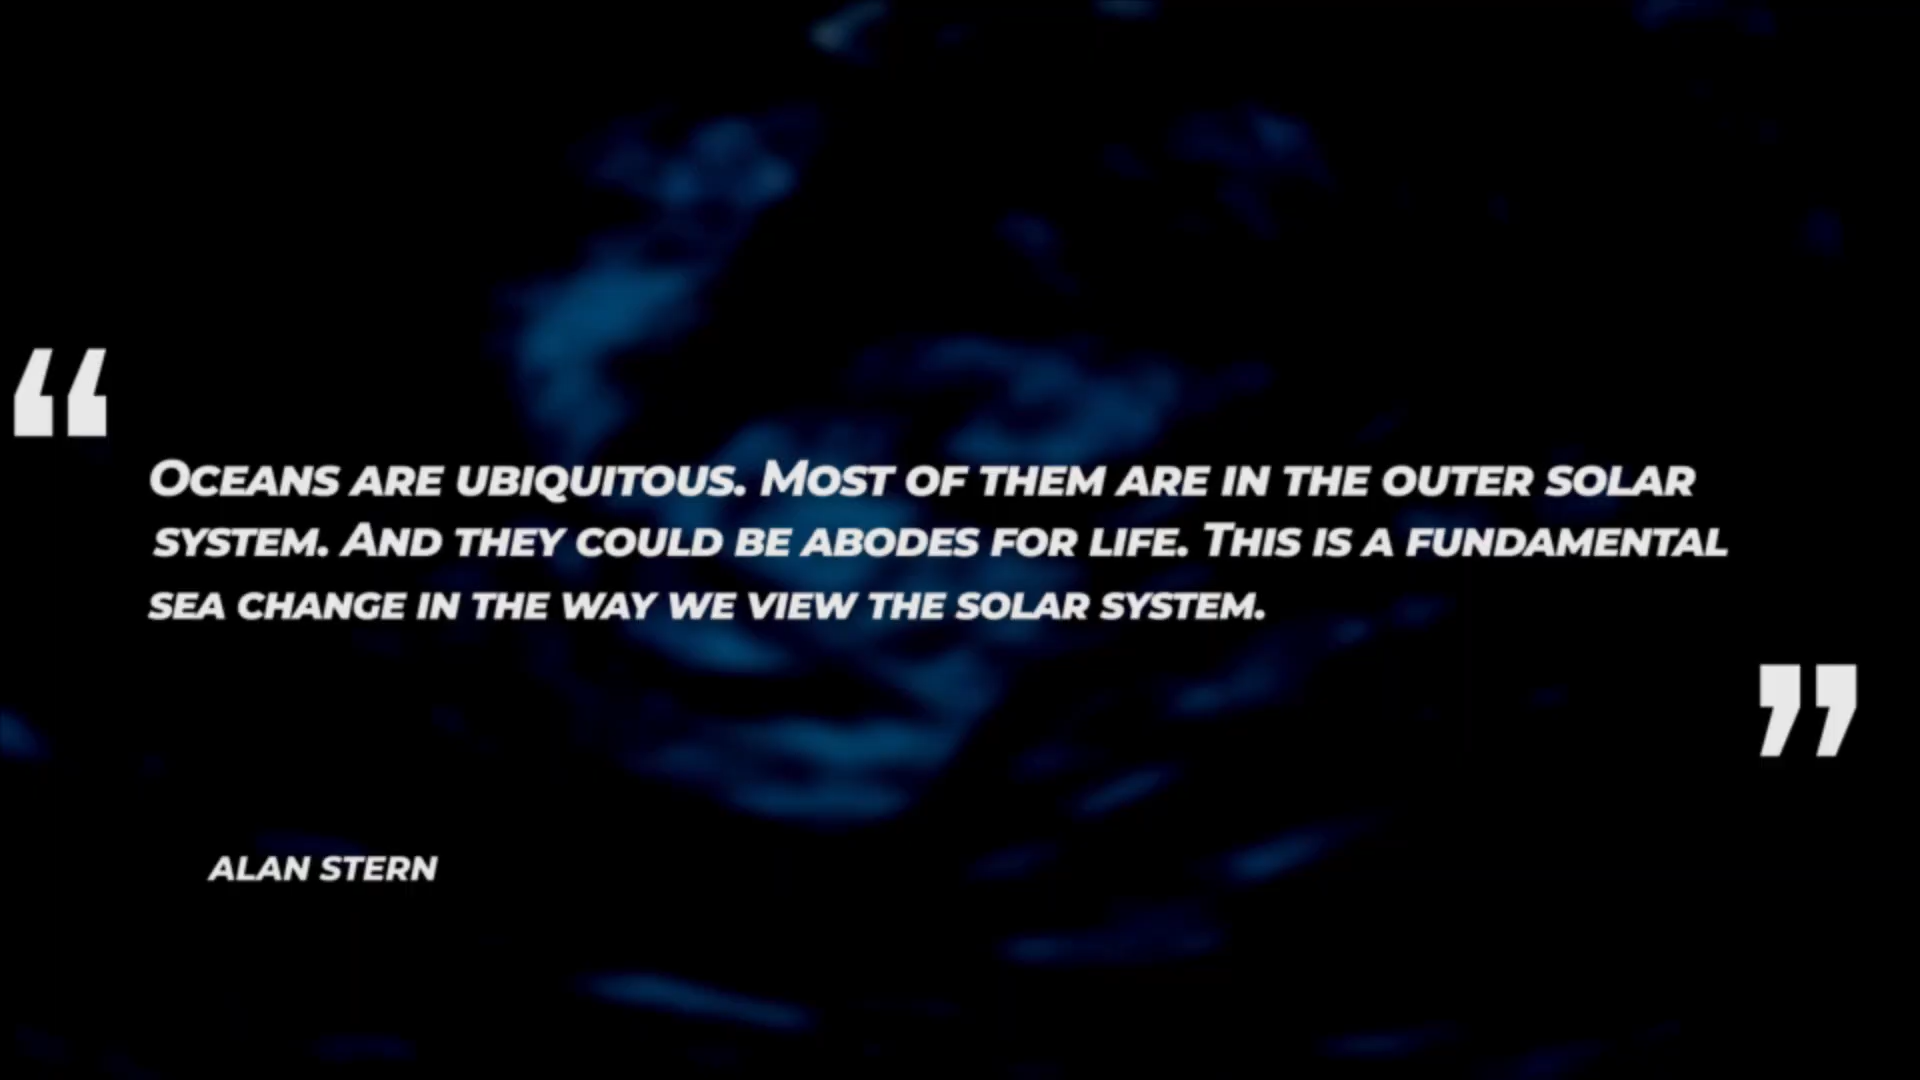 “
Oceans are ubiquitous. Most of them are in the outer solar
system. And they could be abodes for life. This is a fundamental
sea change in the way we view the solar system.
”
ALAN STERN